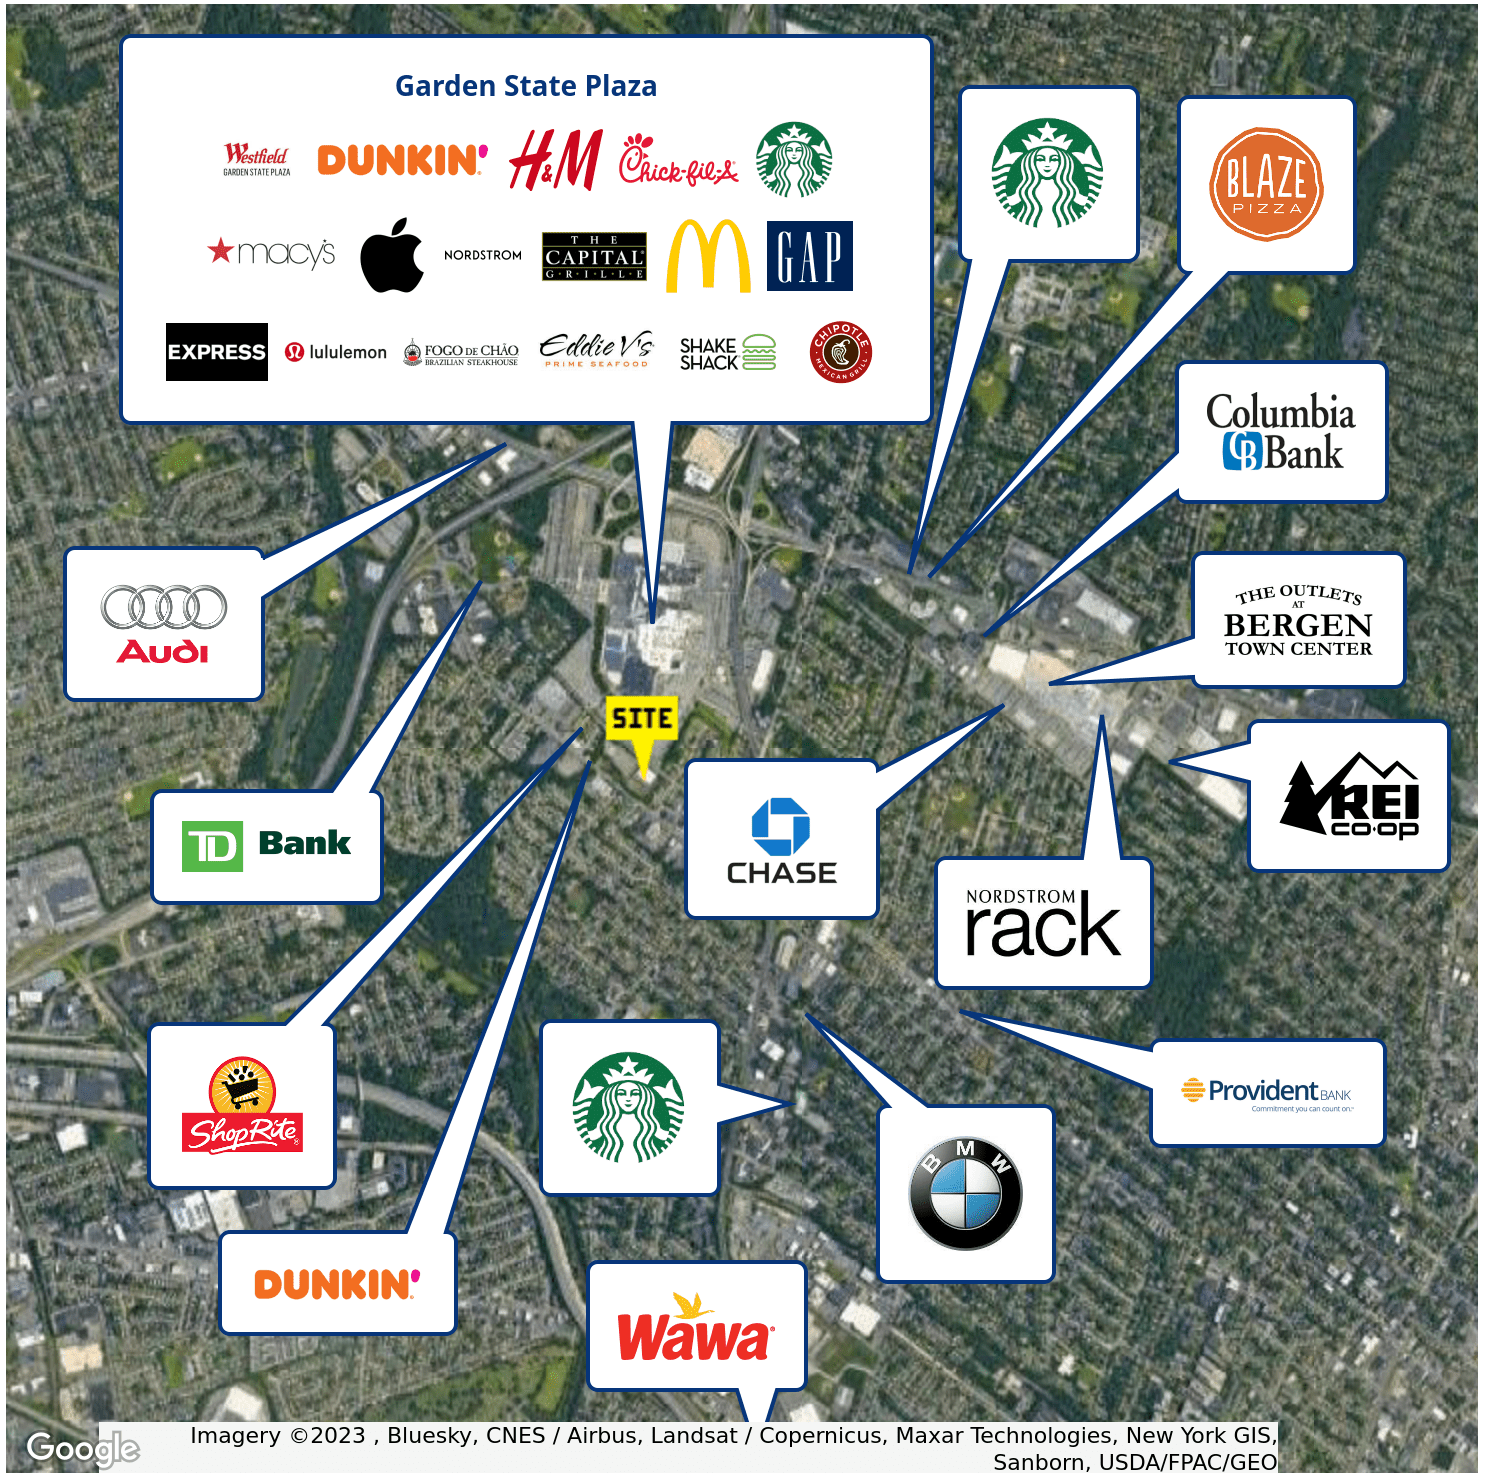 Garden State Plaza
Westfield
GARDEN STATE PLAZA
DUNKIN'
H&M
Chick-fil-A
macy's
NORDSTROM
THE
CAPITAL
GRILLE
GAP
EXPRESS
lululemon
FOGO DE CHÃO
BRAZILIAN STEAKHOUSE
Eddie V's
PRIME SEAFOOD
SHAKE
SHACK
CHIPOTLE
MEXICAN GRILL
BLAZE
PIZZA
Columbia
CB Bank
Audi
THE OUTLETS
AT
BERGEN
TOWN CENTER
SITE
REI
co·op
TD Bank
CHASE
NORDSTROM
rack
ShopRite
Provident BANK
Commitment you can count on.
BMW
DUNKIN'
Wawa
Google
Imagery ©2023 , Bluesky, CNES / Airbus, Landsat / Copernicus, Maxar Technologies, New York GIS,
Sanborn, USDA/FPAC/GEO